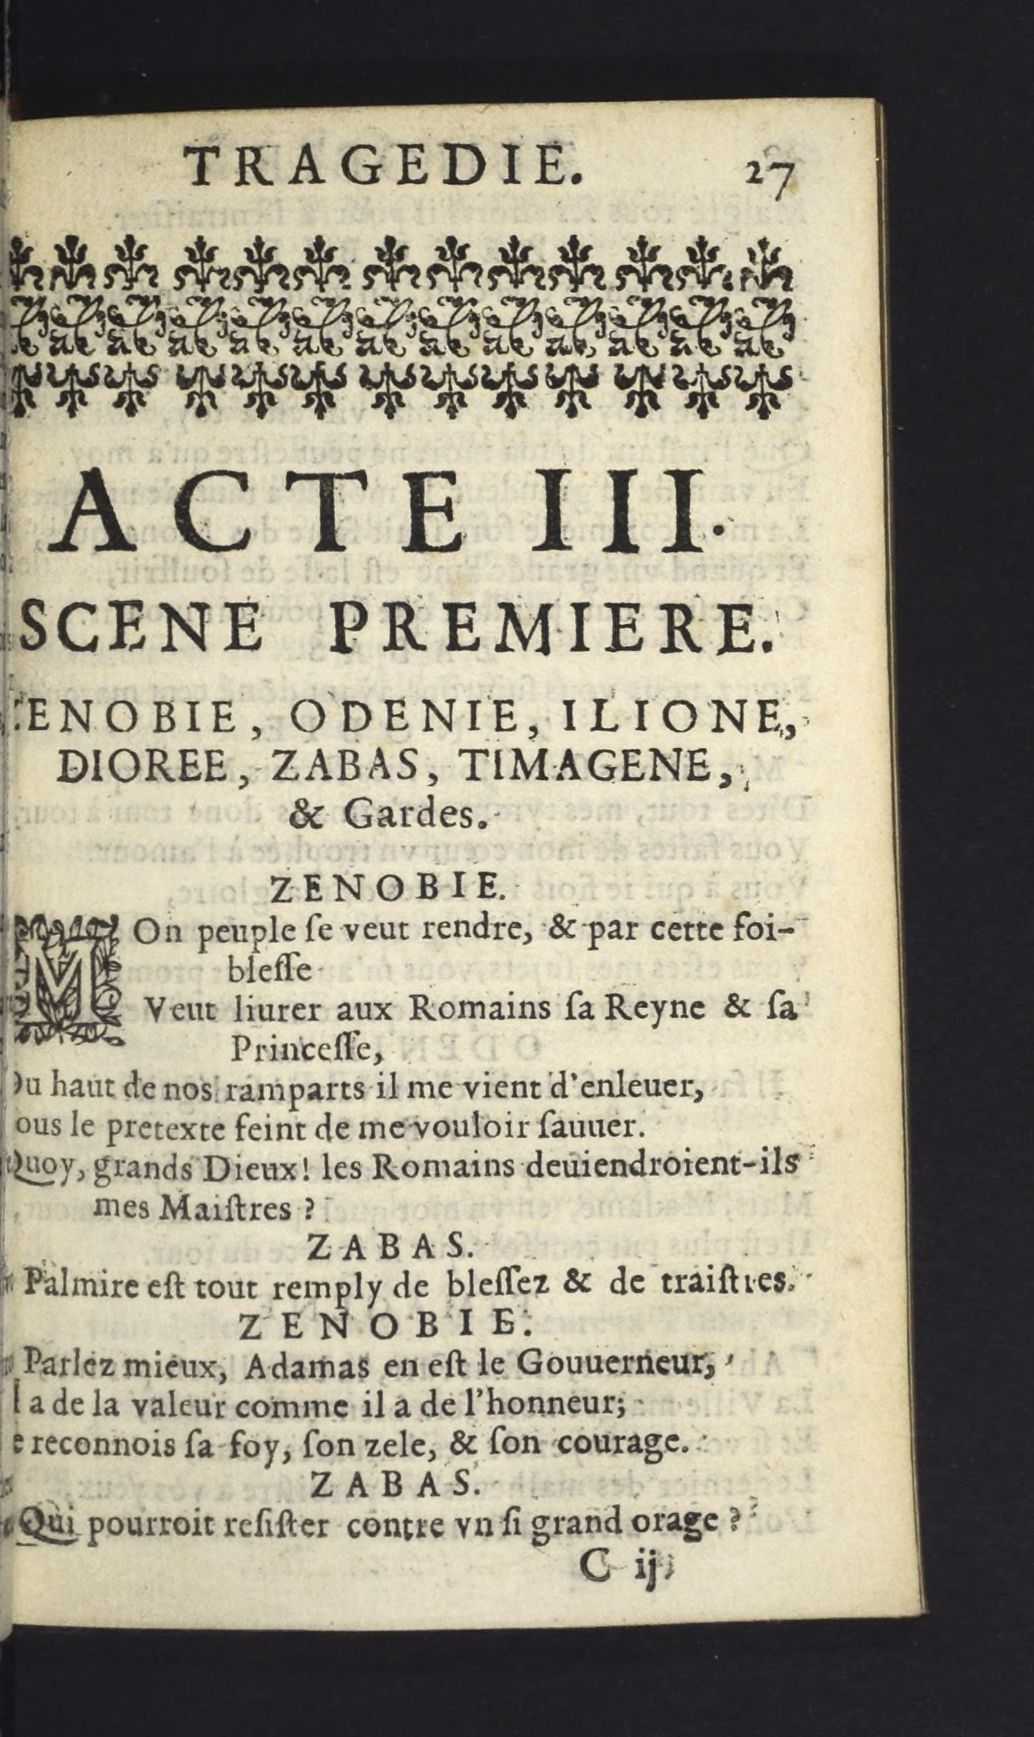 TRAGEDIE. 27
ACTE III.
SCENE PREMIERE.
ZENOBIE, ODENIE, ILIONE,
DIOREE, ZABAS, TIMAGENE,
& Gardes.
ZENOBIE.
MOn peuple ſe veut rendre, & par cette foi-
bleſſe
Veut liurer aux Romains ſa Reyne & ſa
Princeſſe,
Du haut de nos ramparts il me vient d'enleuer,
ous le pretexte feint de me vouloir ſauuer.
Quoy, grands Dieux! les Romains deuiendroient-ils
mes Maiſtres ?
ZABAS.
Palmire eſt tout remply de bleſſez & de traiſtres.
ZENOBIE.
Parlez mieux, Adamas en eſt le Gouuerneur,
l a de la valeur comme il a de l'honneur;
e reconnois ſa foy, ſon zele, & ſon courage.
ZABAS.
Qui pourroit reſiſter contre vn ſi grand orage ?
C ij